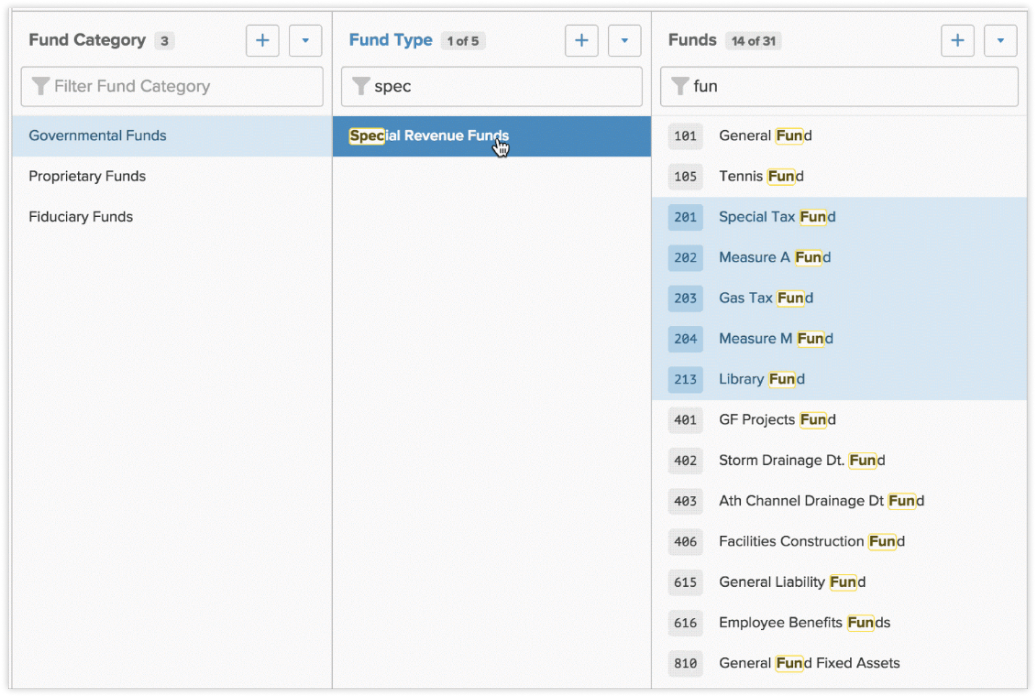 Fund Category 3
Filter Fund Category
Governmental Funds
Proprietary Funds
Fiduciary Funds
Fund Type 1 of 5
spec
Special Revenue Funds
Funds 14 of 31
fun
101 General Fund
105 Tennis Fund
201 Special Tax Fund
202 Measure A Fund
203 Gas Tax Fund
204 Measure M Fund
213 Library Fund
401 GF Projects Fund
402 Storm Drainage Dt. Fund
403 Ath Channel Drainage Dt Fund
406 Facilities Construction Fund
615 General Liability Fund
616 Employee Benefits Funds
810 General Fund Fixed Assets